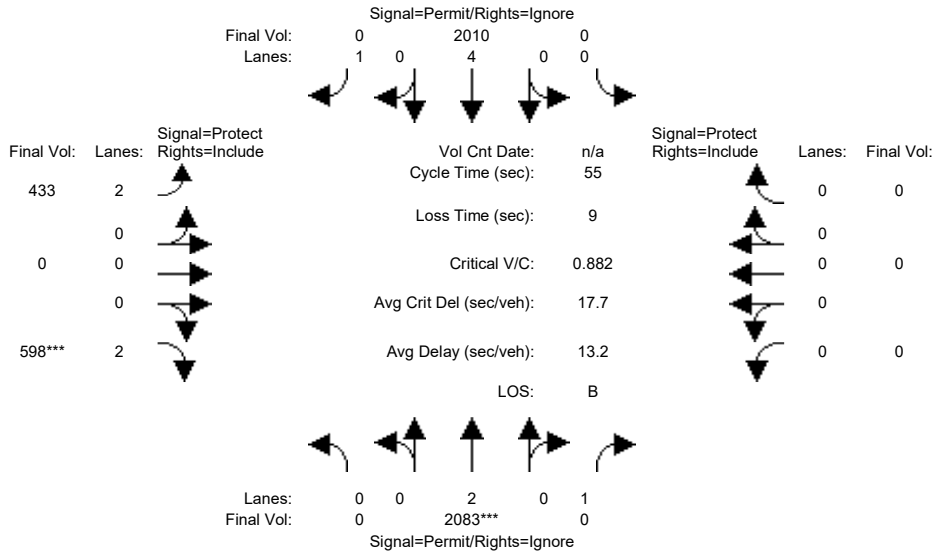 Signal=Permit/Rights=Ignore
Final Vol: 0 2010 0
Lanes: 1 0 4 0 0
Signal=Protect Signal=Protect
Final Vol: Lanes: Rights=Include Vol Cnt Date: n/a Rights=Include Lanes: Final Vol:
Cycle Time (sec): 55
433 2 0 0
Loss Time (sec): 9
0 0
0 0 Critical V/C: 0.882 0 0
0 Avg Crit Del (sec/veh): 17.7 0
598*** 2 Avg Delay (sec/veh): 13.2 0 0
LOS: B
Lanes: 0 0 2 0 1
Final Vol: 0 2083*** 0
Signal=Permit/Rights=Ignore